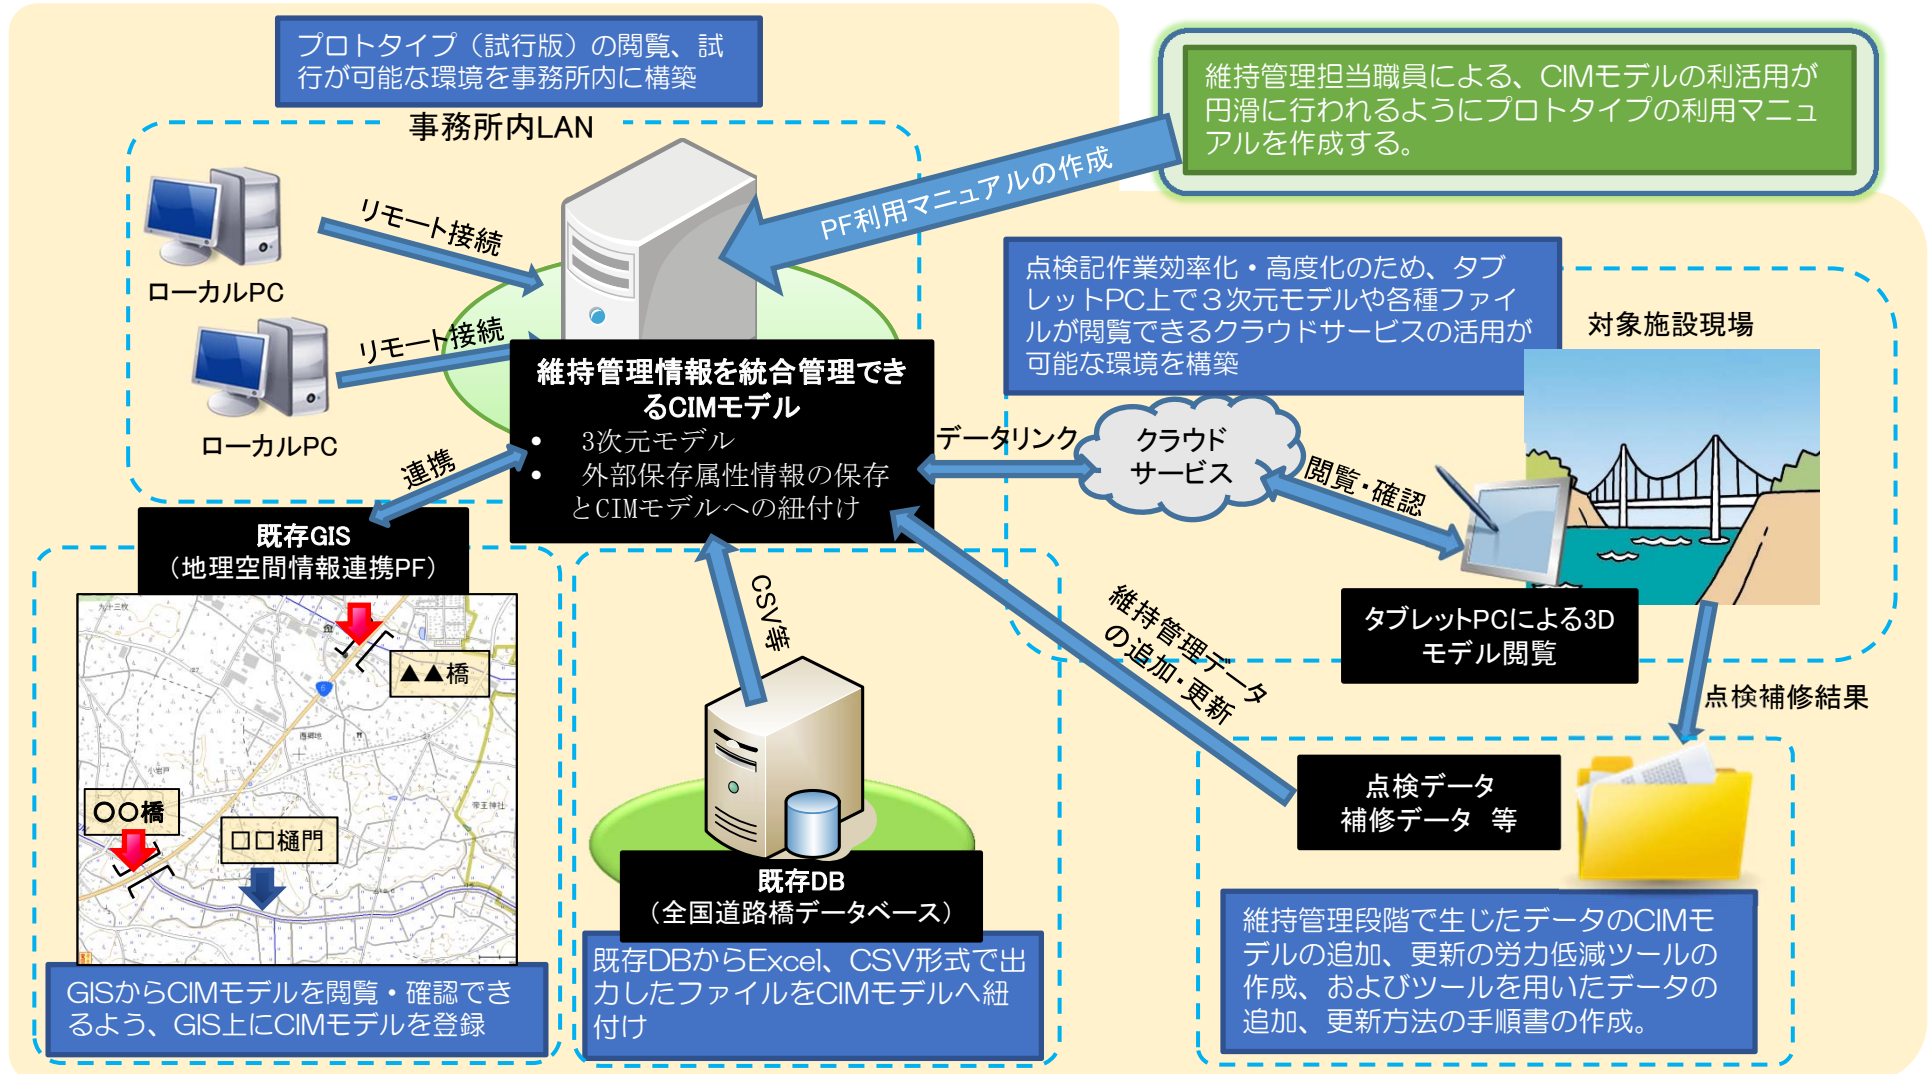 プロトタイプ（試行版）の閲覧、試
行が可能な環境を事務所内に構築
維持管理担当職員による、CIMモデルの利活用が
円滑に行われるようにプロトタイプの利用マニュ
アルを作成する。
事務所内LAN
PF利用マニュアルの作成
リモート接続
ローカルPC
リモート接続
ローカルPC
点検記作業効率化・高度化のため、タブ
レットPC上で３次元モデルや各種ファイ
ルが閲覧できるクラウドサービスの活用が
可能な環境を構築
対象施設現場
維持管理情報を統合管理でき
るCIMモデル
• 3次元モデル
• 外部保存属性情報の保存
とCIMモデルへの紐付け
データリンク
クラウド
サービス
閲覧・確認
連携
既存GIS
（地理空間情報連携PF）
CSV等
維持管理データ
の追加・更新
タブレットPCによる3D
モデル閲覧
点検補修結果
九十三枚
▲▲橋
6
西郷地
小岩戸
帝王神社
〇〇橋
□□樋門
点検データ
補修データ 等
既存DB
（全国道路橋データベース）
GISからCIMモデルを閲覧・確認でき
るよう、GIS上にCIMモデルを登録
既存DBからExcel、CSV形式で出
力したファイルをCIMモデルへ紐
付け
維持管理段階で生じたデータのCIMモ
デルの追加、更新の労力低減ツールの
作成、およびツールを用いたデータの
追加、更新方法の手順書の作成。